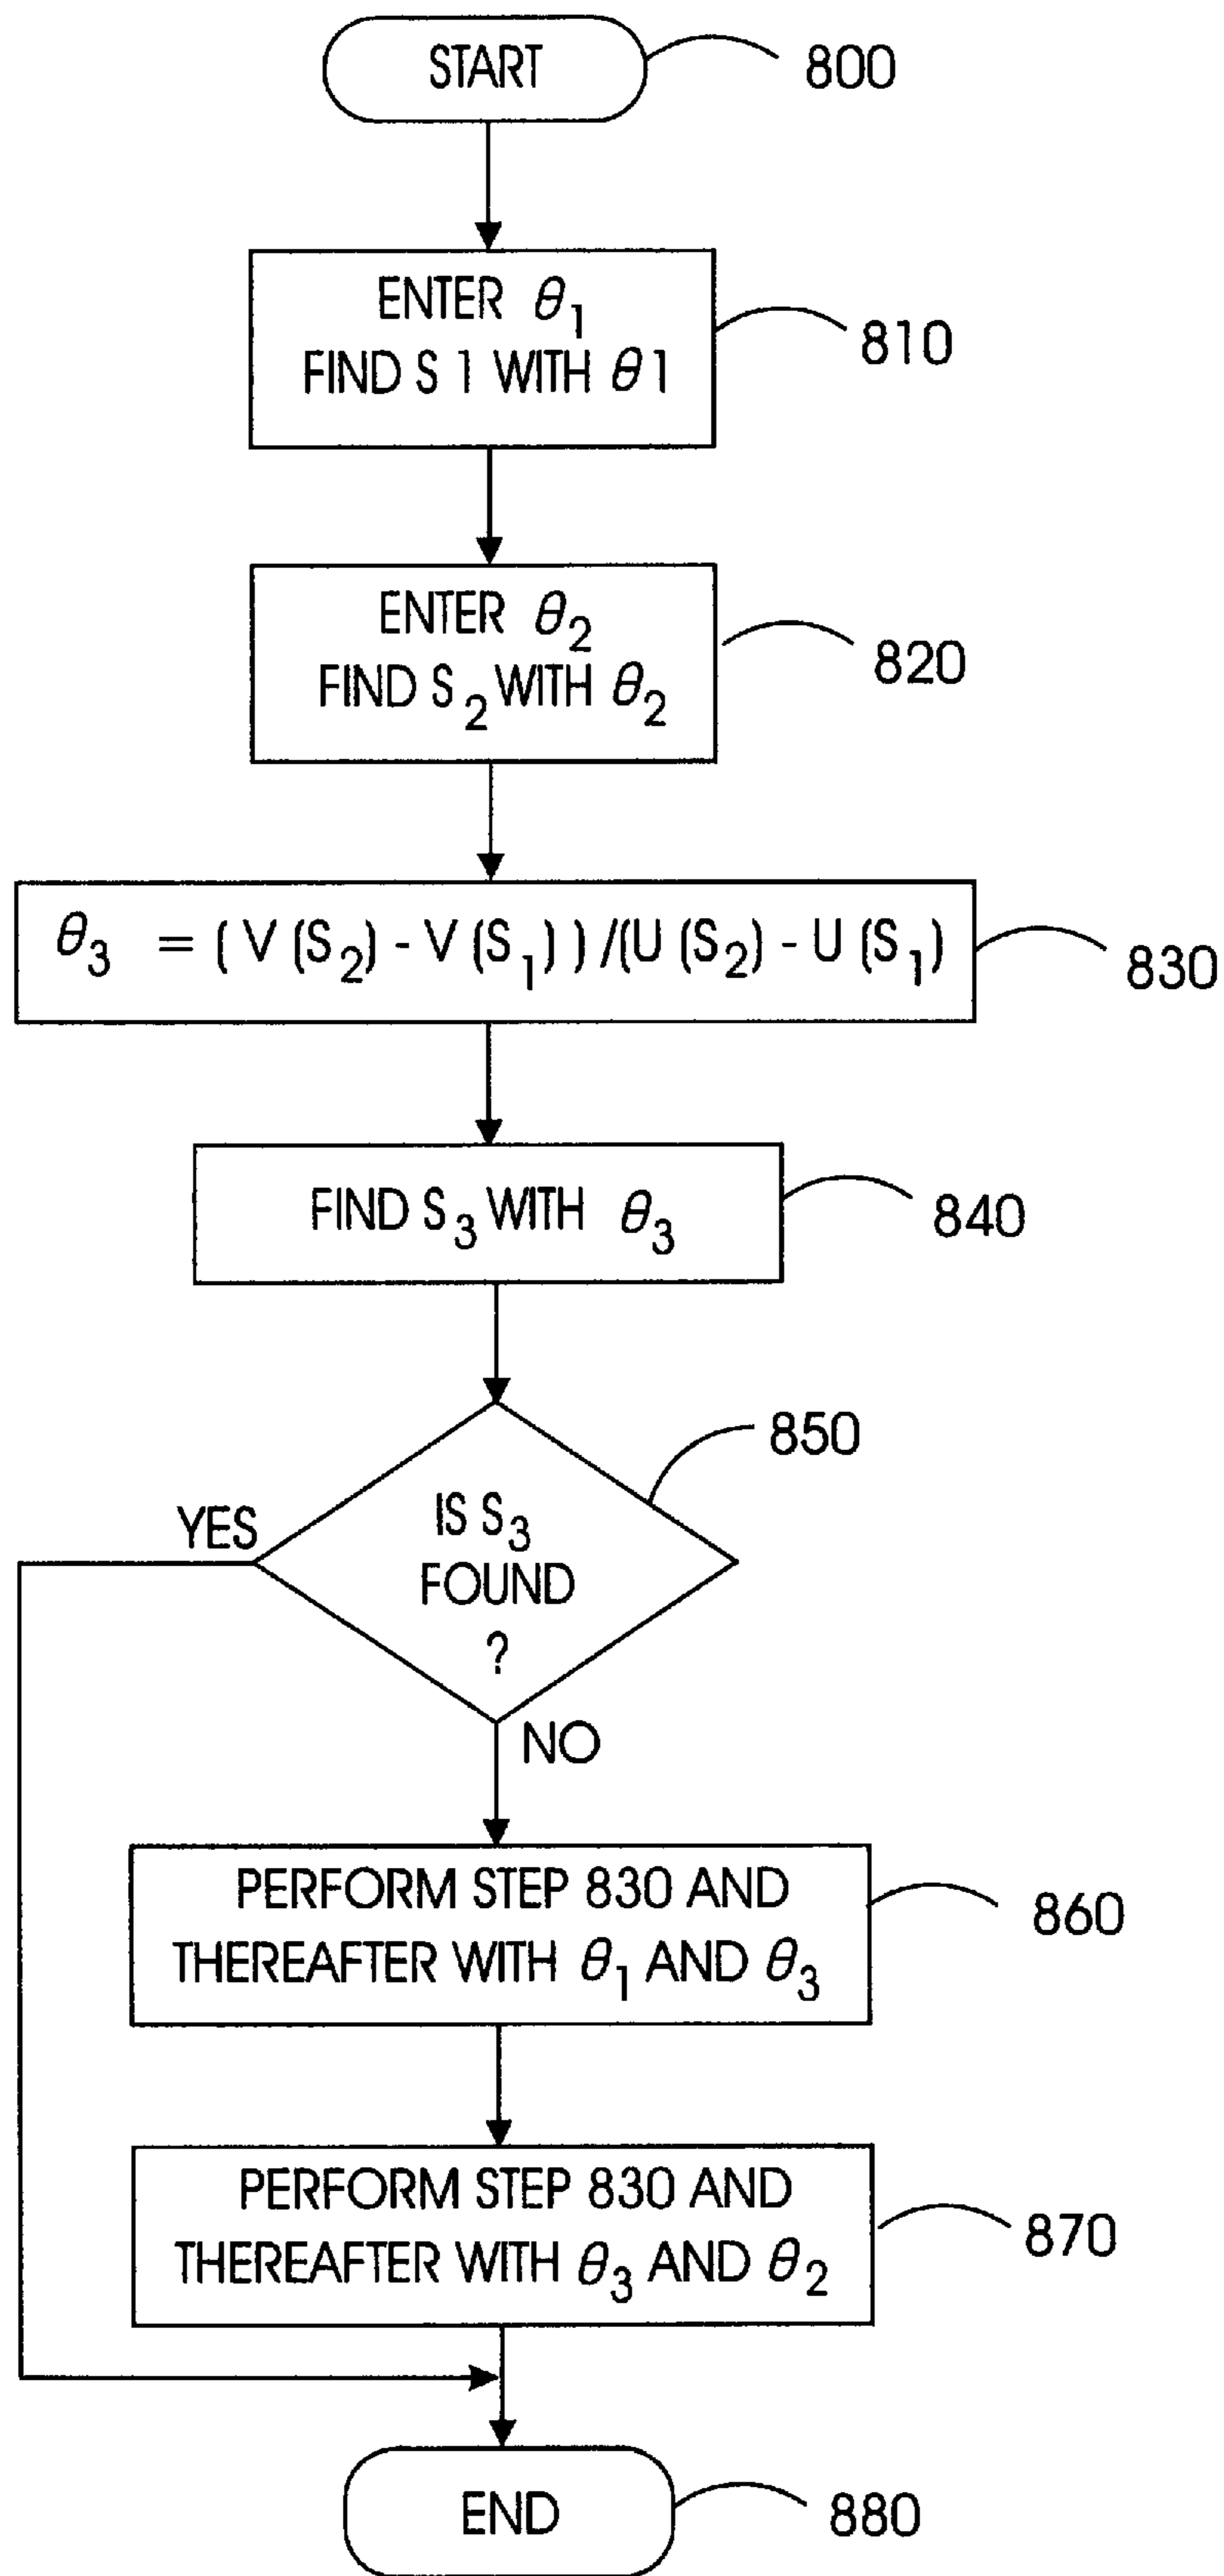 START
800
ENTER θ₁
FIND S 1 WITH θ1
810
ENTER θ₂
FIND S₂ WITH θ₂
820
θ₃ = ( V (S₂) - V (S₁) ) /(U (S₂) - U (S₁)
830
FIND S₃ WITH θ₃
840
850
YES
IS S₃
FOUND
?
NO
PERFORM STEP 830 AND
THEREAFTER WITH θ₁ AND θ₃
860
PERFORM STEP 830 AND
THEREAFTER WITH θ₃ AND θ₂
870
END
880